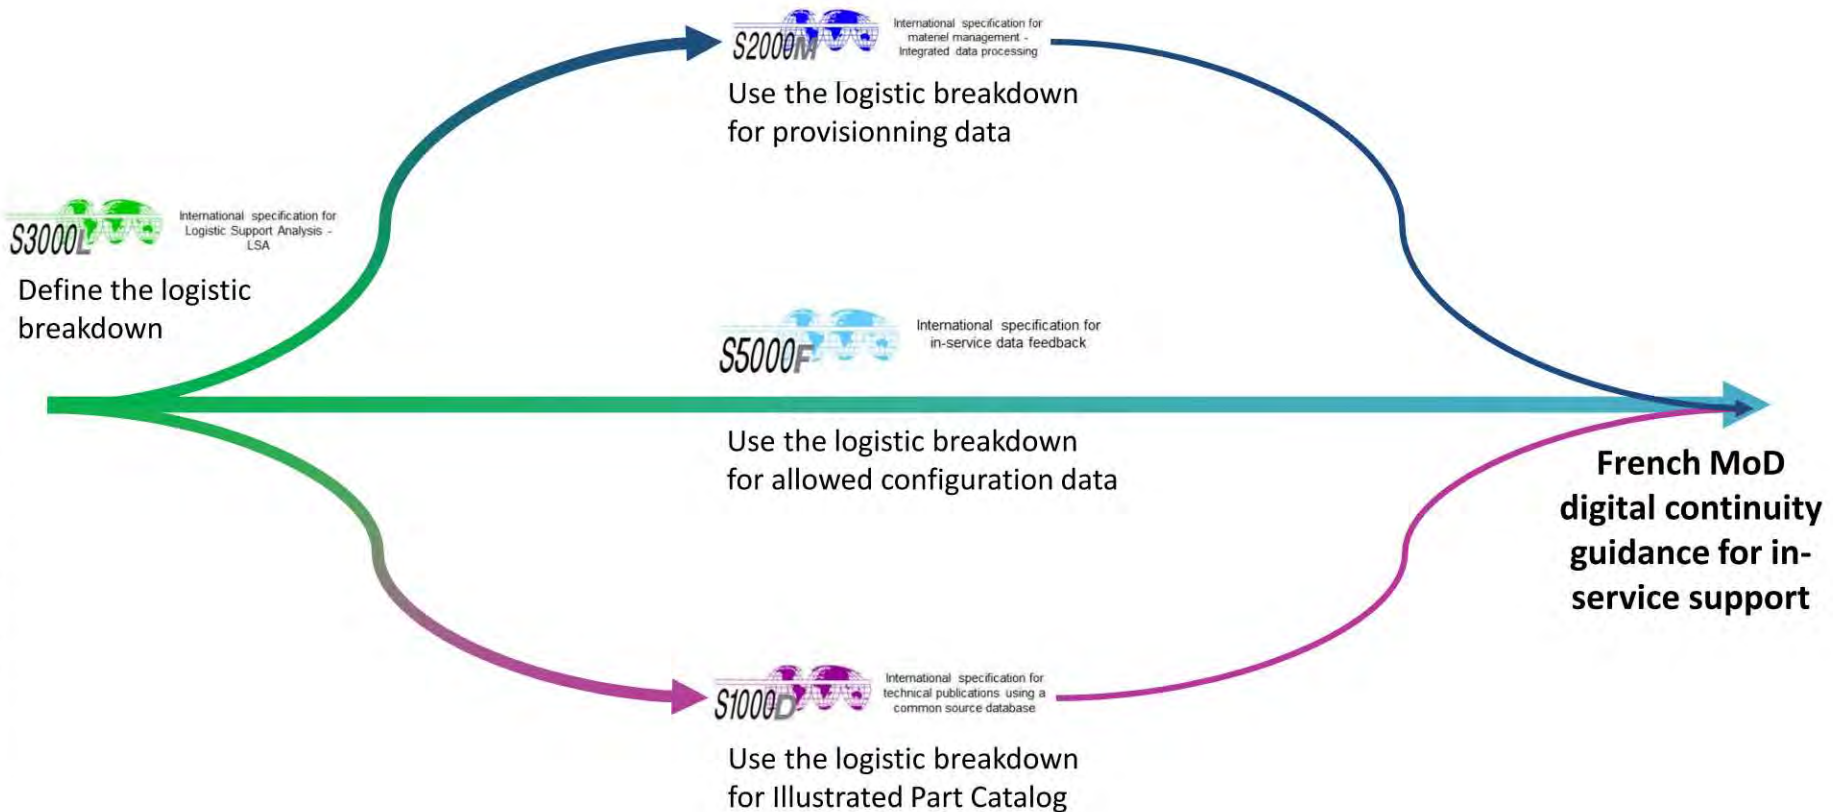 S2000M
International specification for
materiel management -
Integrated data processing
Use the logistic breakdown
for provisionning data
S3000L
International specification for
Logistic Support Analysis -
LSA
Define the logistic
breakdown
S5000F
International specification for
in-service data feedback
Use the logistic breakdown
for allowed configuration data
French MoD
digital continuity
guidance for in-
service support
S1000D
International specification for
technical publications using a
common source database
Use the logistic breakdown
for Illustrated Part Catalog